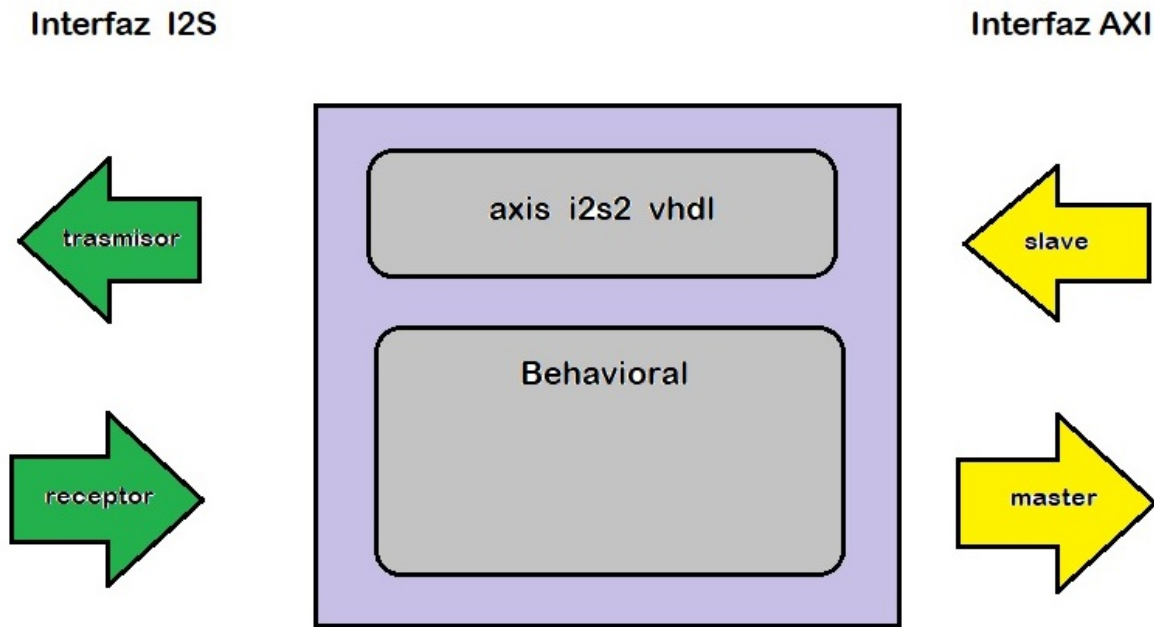 Interfaz I2S
Interfaz AXI
axis i2s2 vhdl
trasmisor
slave
Behavioral
receptor
master